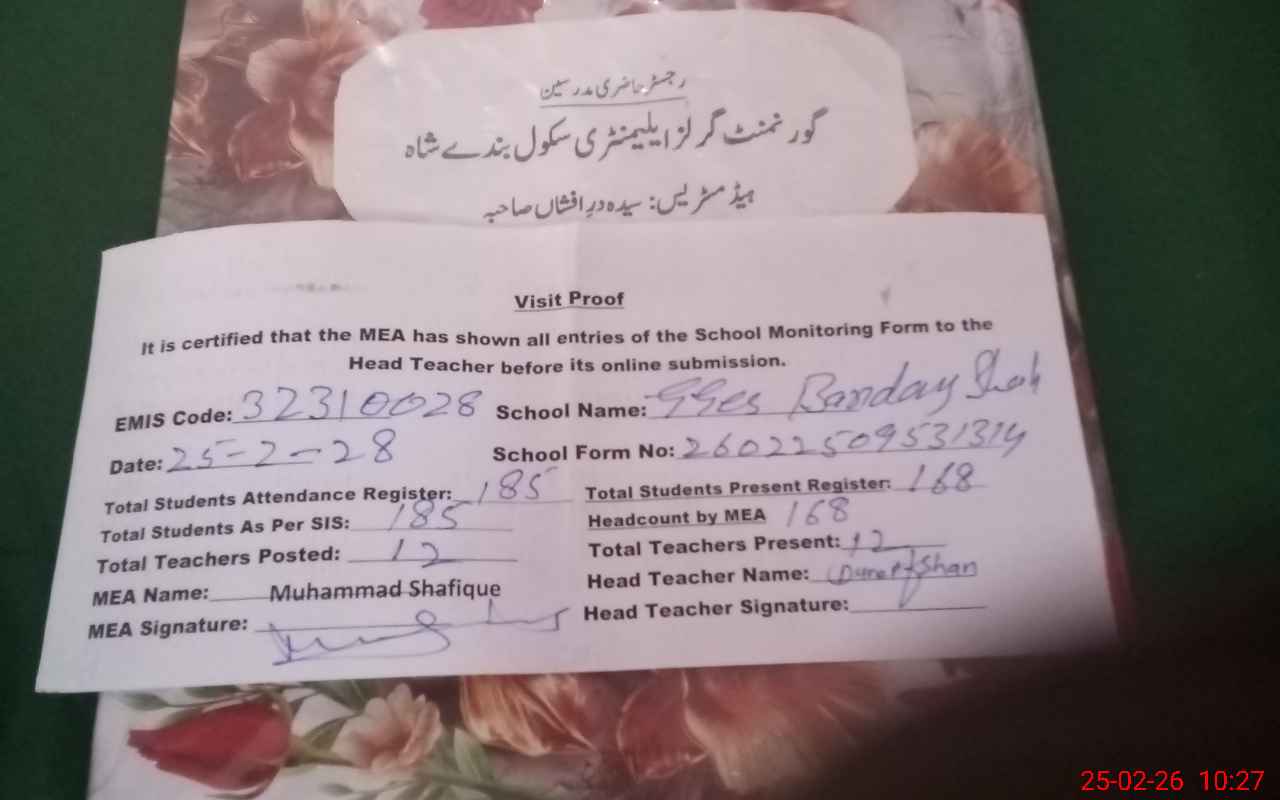 رجسٹر حاضری مدرسین
گورنمنٹ گرلز ایلیمنٹری سکول بندے شاہ
ہیڈ مسٹریس: سیدہ در افشاں صاحبہ
Visit Proof
It is certified that the MEA has shown all entries of the School Monitoring Form to the
Head Teacher before its online submission.
EMIS Code: 32310028 School Name: GGES Banday Shah
Date: 25-2-28 School Form No: 26022509531314
Total Students Attendance Register: 185 Total Students Present Register: 168
Total Students As Per SIS: 185 Headcount by MEA 168
Total Teachers Posted: 12 Total Teachers Present: 12
MEA Name: Muhammad Shafique Head Teacher Name:
MEA Signature: Head Teacher Signature:
25-02-26 10:27